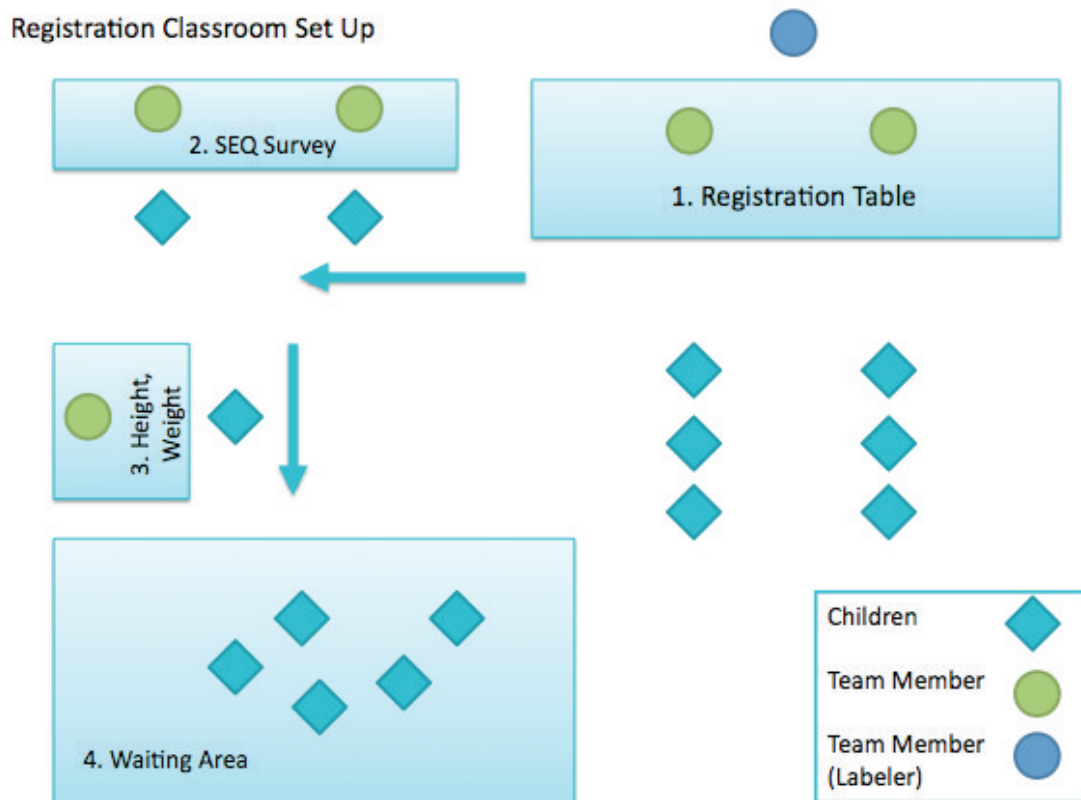 Registration Classroom Set Up
2. SEQ Survey
1. Registration Table
3. Height,
Weight
4. Waiting Area
Children
Team Member
Team Member
(Labeler)